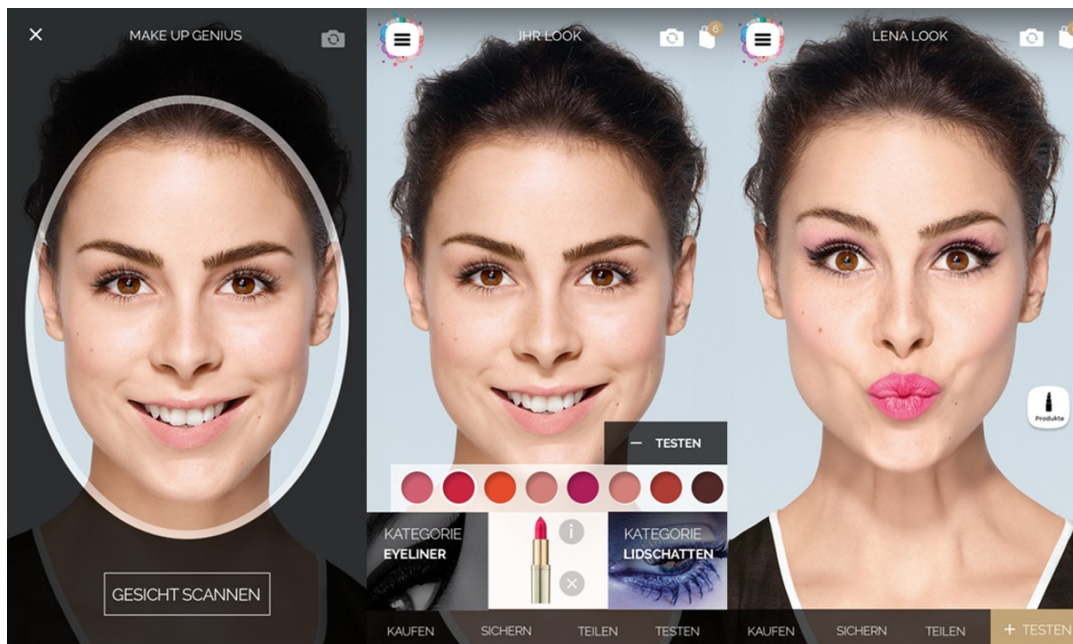 MAKE UP GENIUS
GESICHT SCANNEN
IHR LOOK
6
TESTEN
KATEGORIE
EYELINER
i
KATEGORIE
LIDSCHATTEN
KAUFEN
SICHERN
TEILEN
TESTEN
LENA LOOK
Produkte
KAUFEN
SICHERN
TEILEN
+ TESTEN